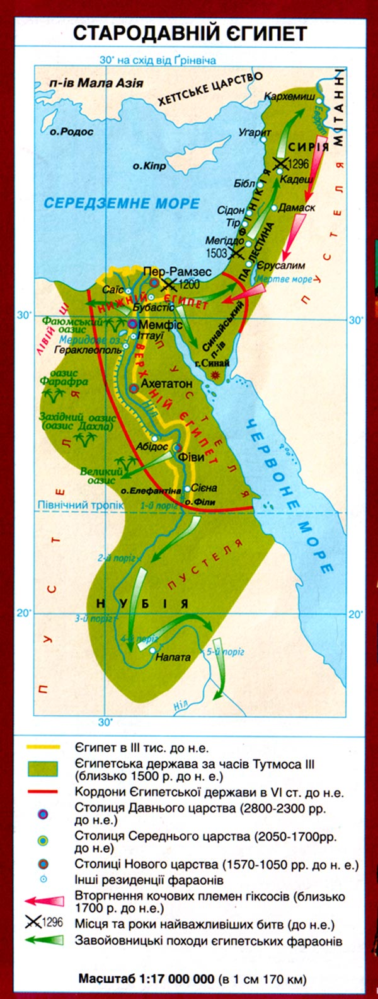 СТАРОДАВНІЙ ЄГИПЕТ
30° на схід від Ґрінвіча
п-ів Мала Азія
ХЕТТСЬКЕ ЦАРСТВО
МІТАННІ
Кархемиш
Евфрат
о.Родос
Угарит
СИРІЯ
о.Кіпр
1296
Кадеш
Бібл
ФІНІКІЯ
СЕРЕДЗЕМНЕ МОРЕ
Сідон
Дамаск
Тір
ПУСТЕЛЯ
Мегіддо
ПАЛЕСТИНА
1503
Єрусалим
Пер-Рамзес
1200
Мертве море
Саїс
НИЖНІЙ ЄГИПЕТ
Бубастіс
ЛІВІЙЦІ
30°
30°
Фаюмський
оазис
Мемфіс
Синайський
п-ів
Меридове оз.
Іттауї
Гераклеополь
г.Синай
ПУСТЕЛЯ
оазис
Фарафра
Ахетатон
ВЕРХНІЙ ЄГИПЕТ
Ніл
Західний оазис
(оазис Дахла)
ЧЕРВОНЕ МОРЕ
Абідос
Фіви
Великий
оазис
о.Елефантіна
Сієна
Північний тропік
1-й поріг
о.Філи
ПУСТЕЛЯ
2-й поріг
ПУСТЕЛЯ
НУБІЯ
20°
20°
3-й поріг
4-й поріг
5-й поріг
Напата
Ніл
30°
Єгипет в III тис. до н.е.
Єгипетська держава за часів Тутмоса III
(близько 1500 р. до н. е.)
Кордони Єгипетської держави в VI ст. до н.е.
Столиця Давнього царства (2800-2300 рр.
до н.е.)
Столиця Середнього царства (2050-1700рр.
до н.е)
Столиці Нового царства (1570-1050 рр. до н. е.)
Інші резиденції фараонів
Вторгнення кочових племен гіксосів (близько
1700 р. до н.е.)
1296 Місця та роки найважливіших битв (до н.е.)
Завойовницькі походи єгипетських фараонів
Масштаб 1:17 000 000 (в 1 см 170 км)